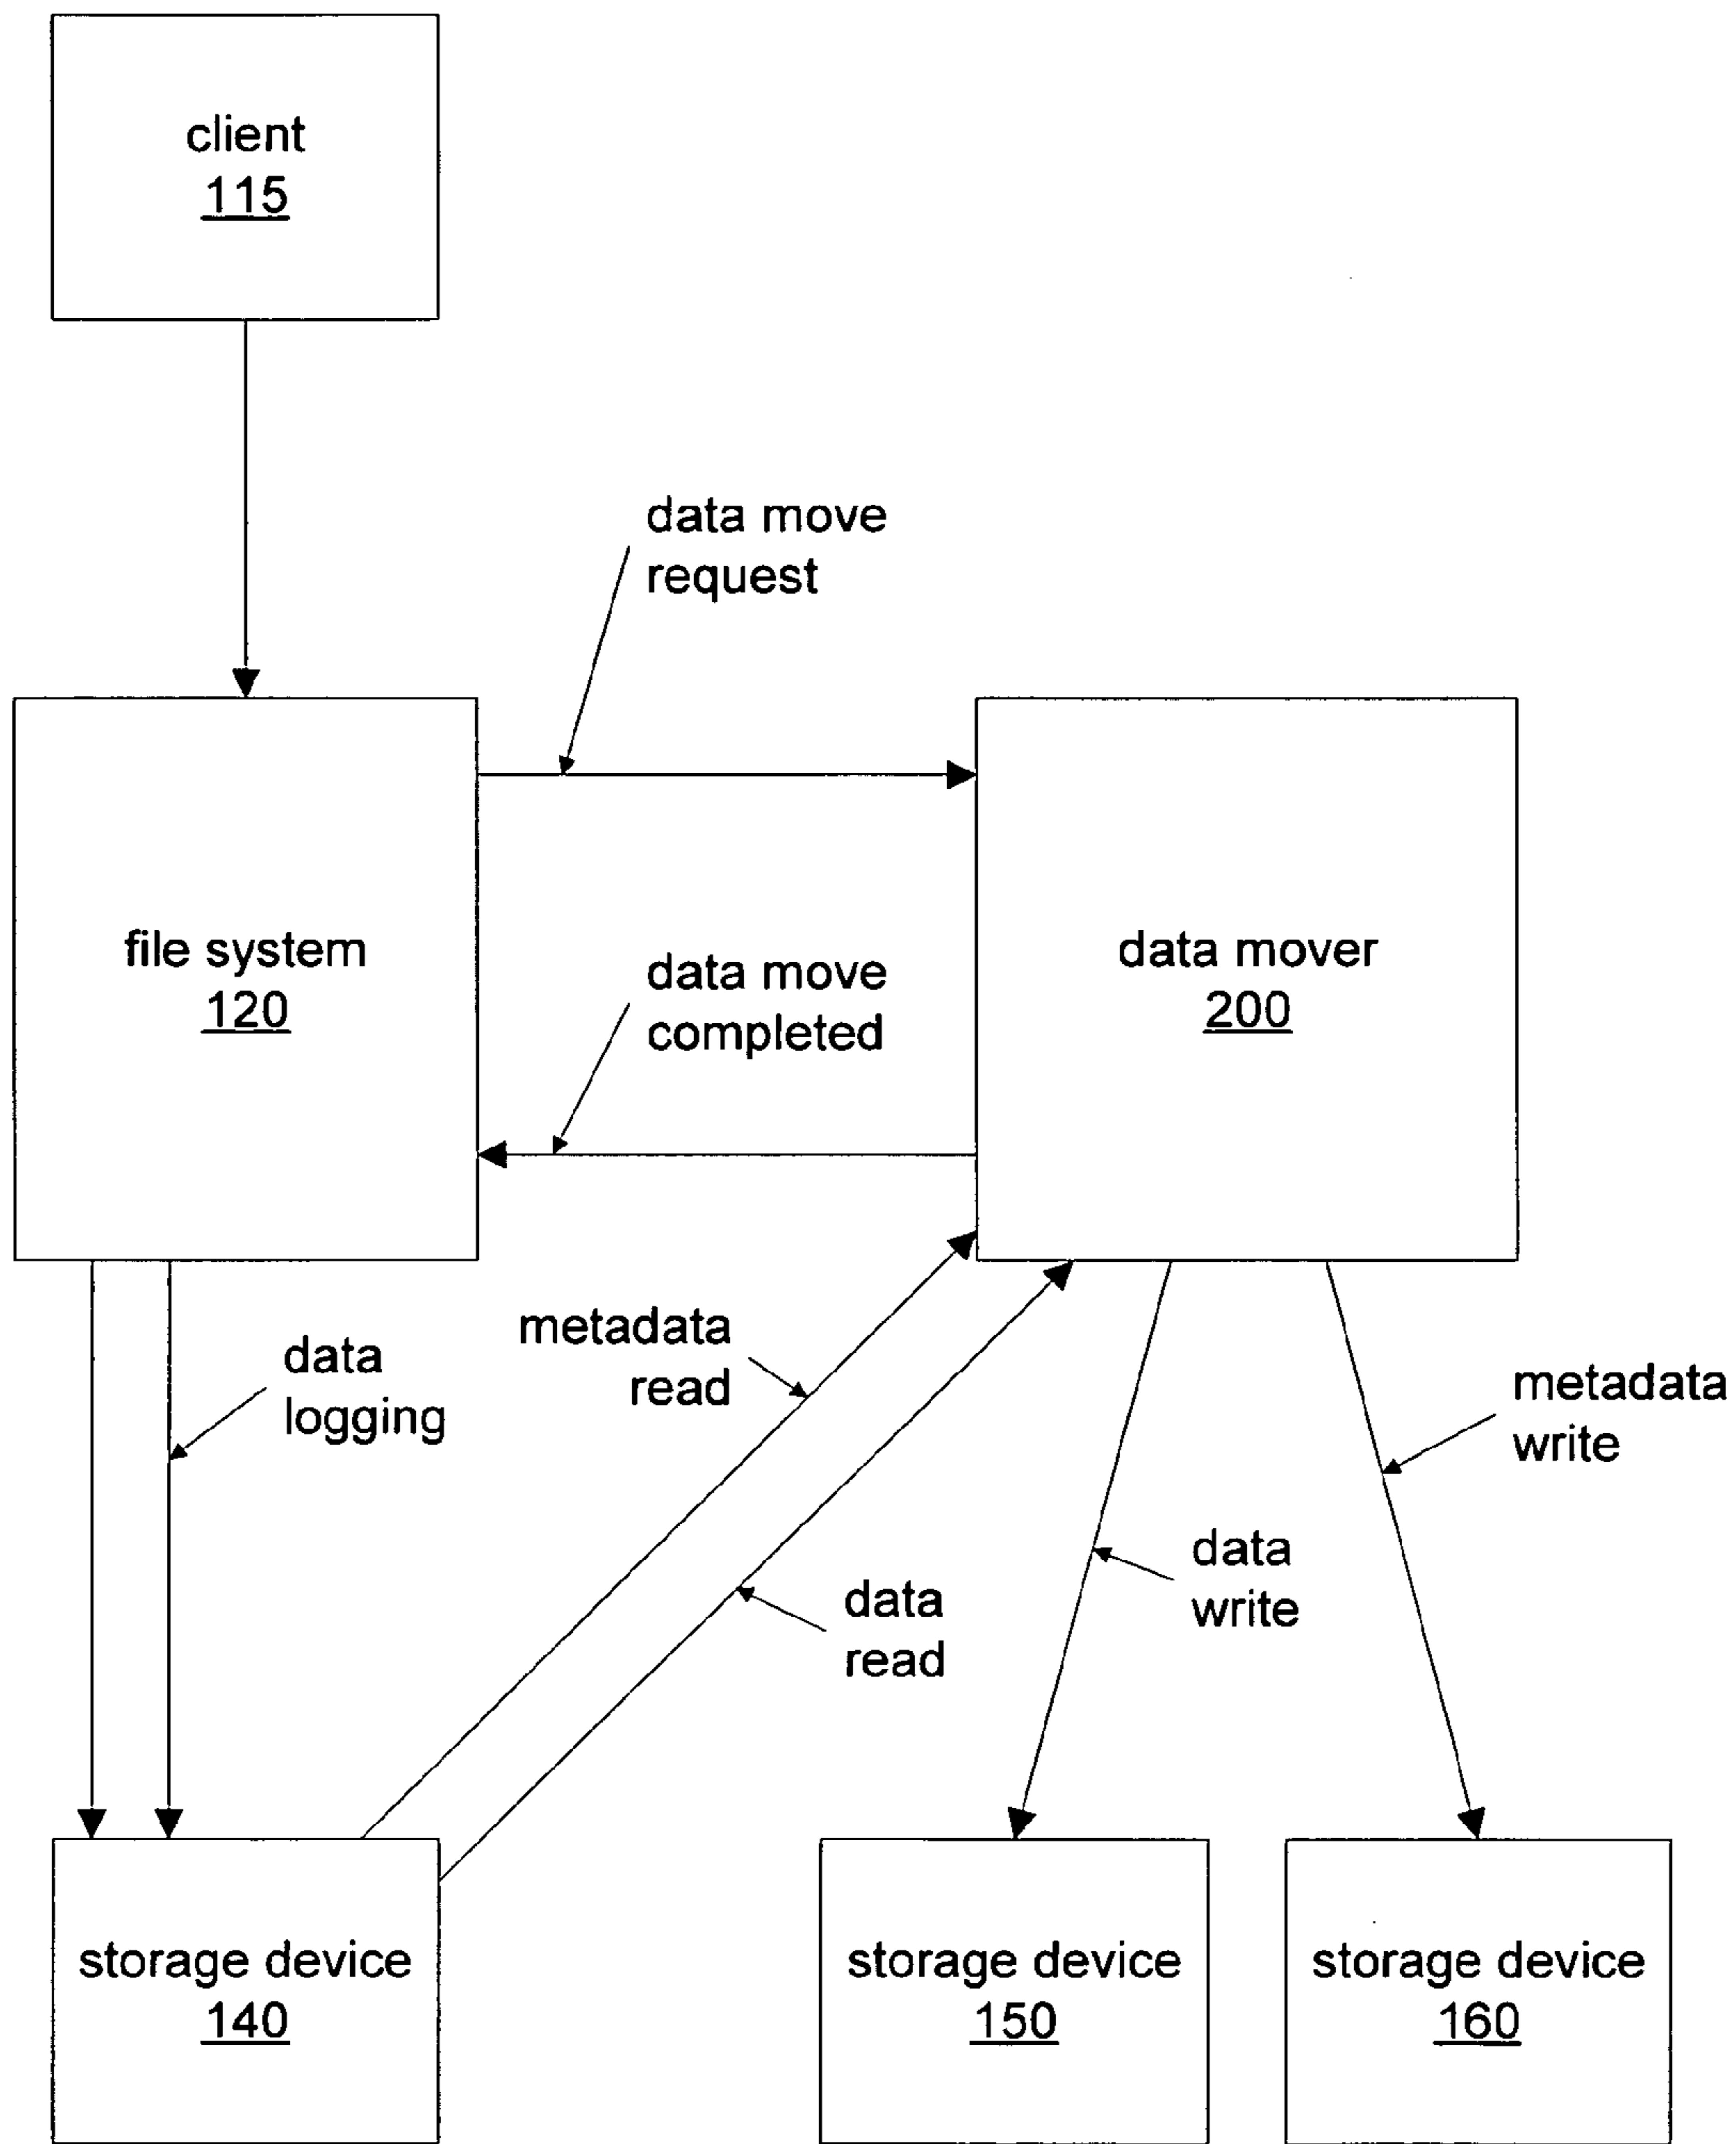 client
115
data move
request
file system
120
data move
completed
data mover
200
data
logging
metadata
read
metadata
write
data
write
data
read
storage device
140
storage device
150
storage device
160